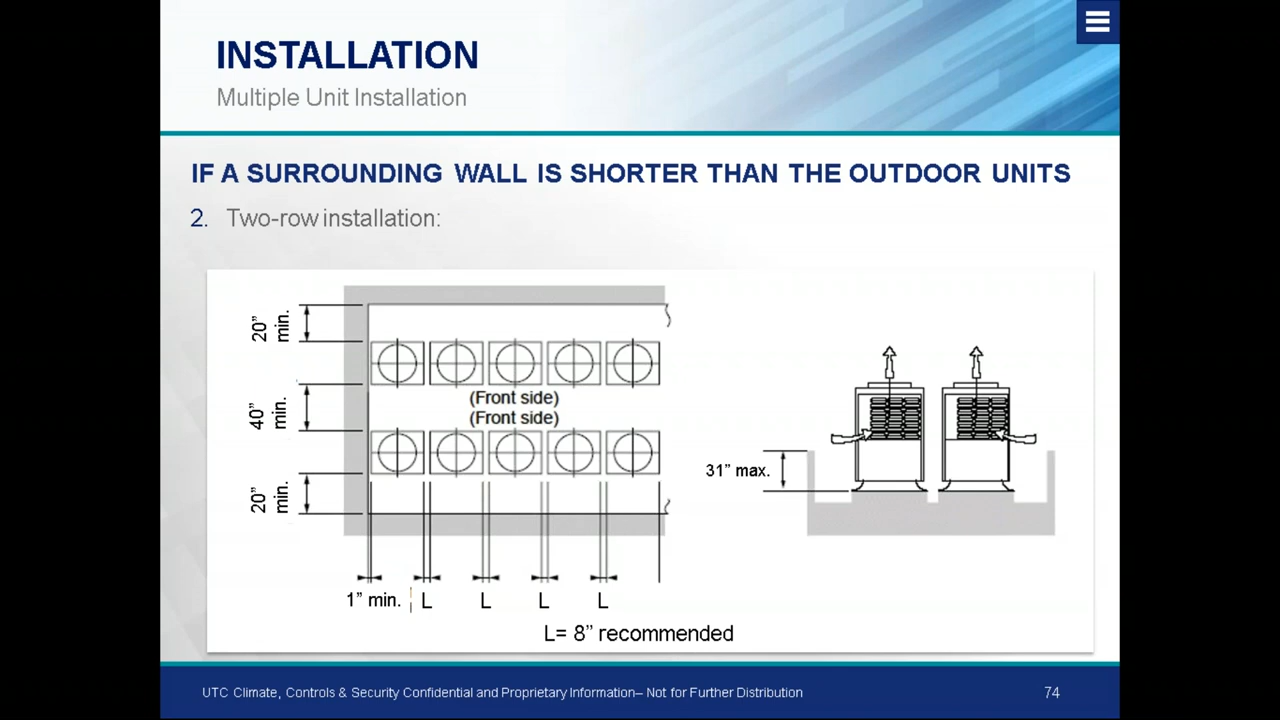 INSTALLATION
Multiple Unit Installation
IF A SURROUNDING WALL IS SHORTER THAN THE OUTDOOR UNITS
2. Two-row installation:
20” min.
40” min.
20” min.
(Front side)
(Front side)
31” max.
1” min. L L L L
L= 8” recommended
UTC Climate, Controls & Security Confidential and Proprietary Information– Not for Further Distribution 74